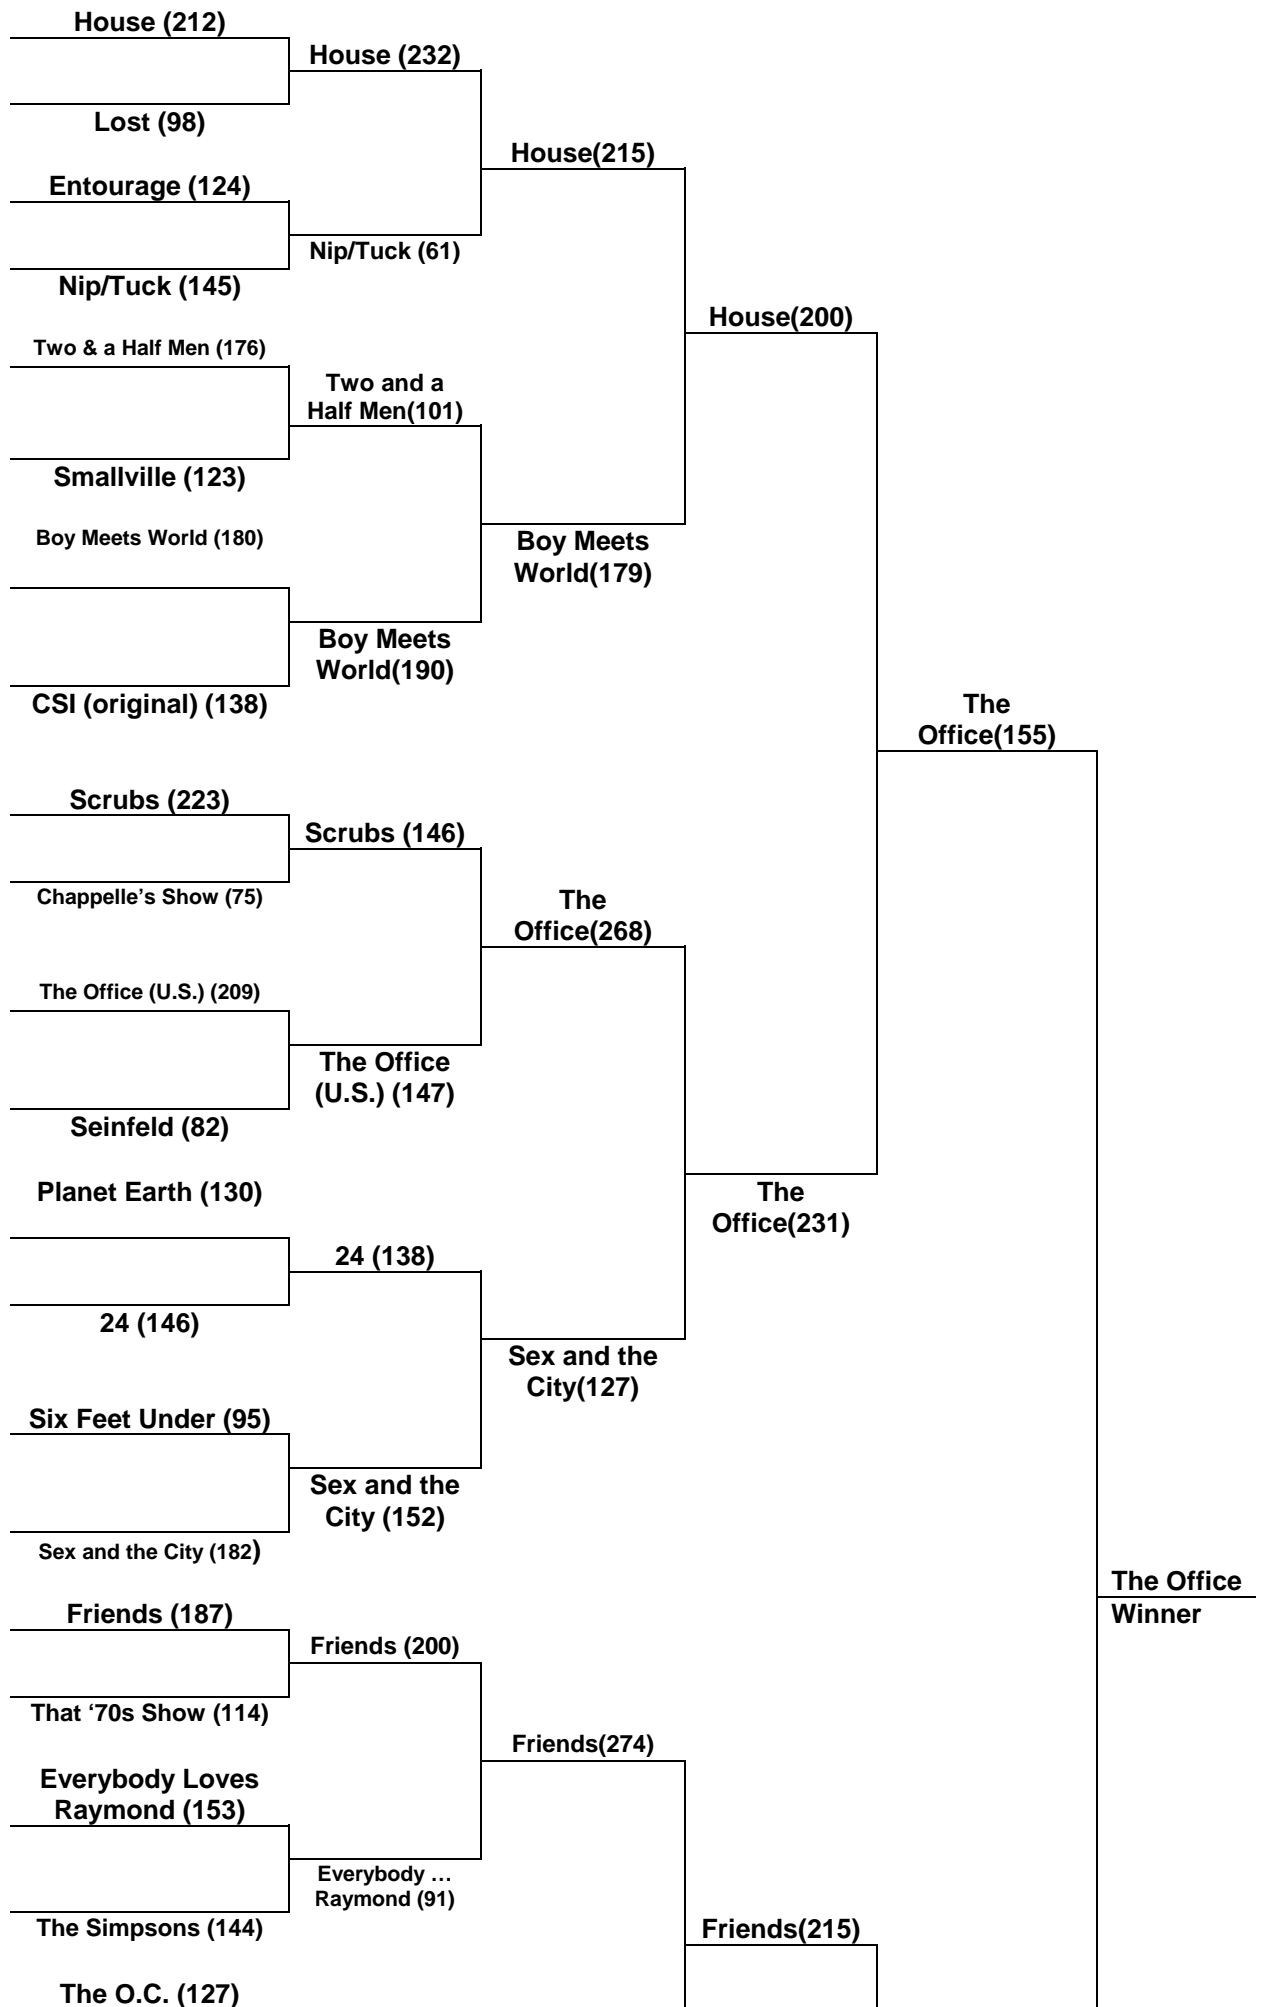 House (212)
House (232)
Lost (98)
House(215)
Entourage (124)
Nip/Tuck (61)
Nip/Tuck (145)
House(200)
Two & a Half Men (176)
Two and a
Half Men(101)
Smallville (123)
Boy Meets World (180)
Boy Meets
World(179)
Boy Meets
World(190)
CSI (original) (138)
The
Office(155)
Scrubs (223)
Scrubs (146)
Chappelle’s Show (75)
The
Office(268)
The Office (U.S.) (209)
The Office
(U.S.) (147)
Seinfeld (82)
Planet Earth (130)
The
Office(231)
24 (138)
24 (146)
Sex and the
City(127)
Six Feet Under (95)
Sex and the
City (152)
Sex and the City (182)
The Office
Winner
Friends (187)
Friends (200)
That ‘70s Show (114)
Friends(274)
Everybody Loves
Raymond (153)
Everybody …
Raymond (91)
The Simpsons (144)
Friends(215)
The O.C. (127)